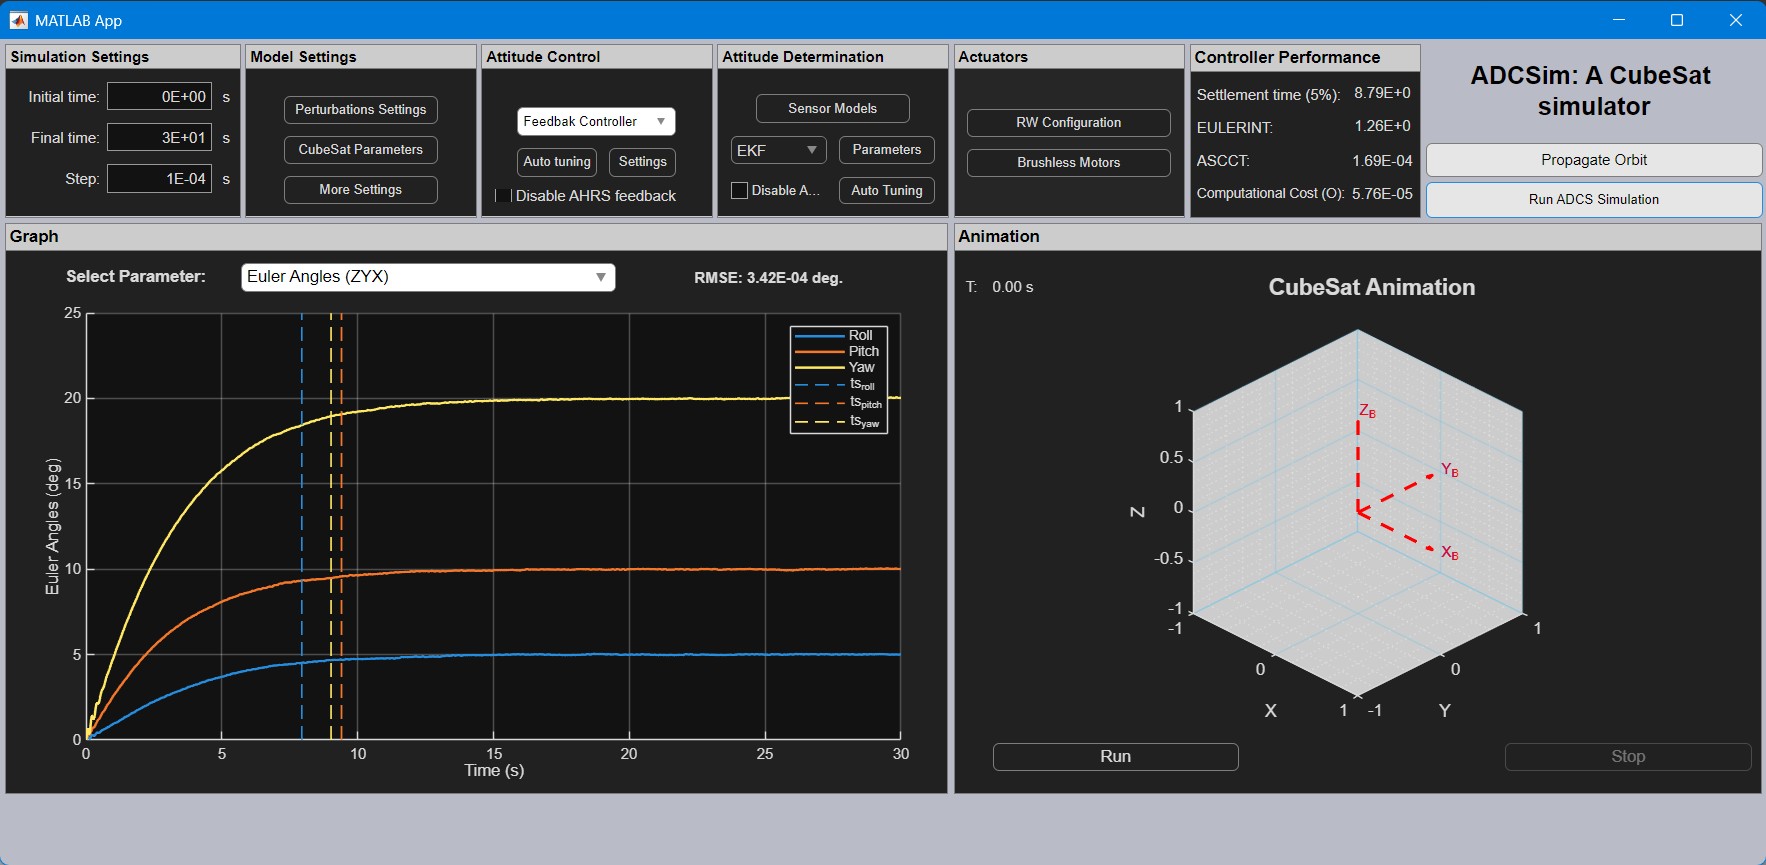 MATLAB App
Simulation Settings
Initial time: 0E+00 s
Final time: 3E+01 s
Step: 1E-04 s
Model Settings
Perturbations Settings
CubeSat Parameters
More Settings
Attitude Control
Feedbak Controller
Auto tuning Settings
Disable AHRS feedback
Attitude Determination
Sensor Models
EKF Parameters
Disable A... Auto Tuning
Actuators
RW Configuration
Brushless Motors
Controller Performance
Settlement time (5%): 8.79E+0
EULERINT: 1.26E+0
ASCCT: 1.69E-04
Computational Cost (O): 5.76E-05
ADCSim: A CubeSat
simulator
Propagate Orbit
Run ADCS Simulation
Graph
Select Parameter: Euler Angles (ZYX) RMSE: 3.42E-04 deg.
25
20
15
10
5
0
Euler Angles (deg)
0 5 10 15 20 25 30
Time (s)
Roll
Pitch
Yaw
ts roll
ts pitch
ts yaw
Animation
T: 0.00 s
CubeSat Animation
1
0.5
0
-0.5
-1
Z
ZB
YB
XB
-1
0
1
X
-1
0
1
Y
Run Stop